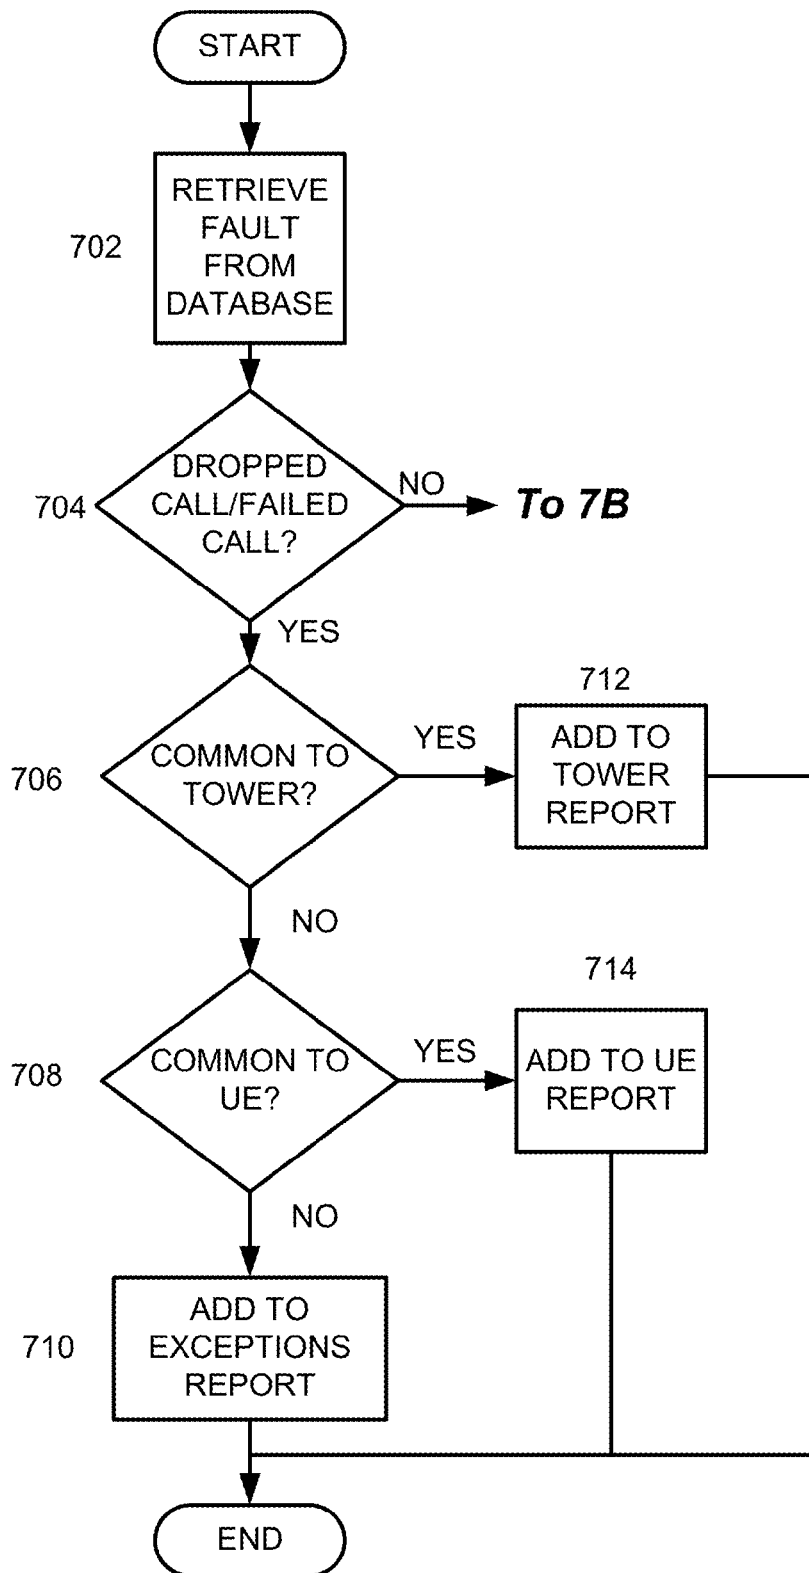 START
702
RETRIEVE
FAULT
FROM
DATABASE
704
DROPPED
CALL/FAILED
CALL?
NO
To 7B
YES
706
COMMON TO
TOWER?
YES
712
ADD TO
TOWER
REPORT
NO
708
COMMON TO
UE?
YES
714
ADD TO UE
REPORT
NO
710
ADD TO
EXCEPTIONS
REPORT
END